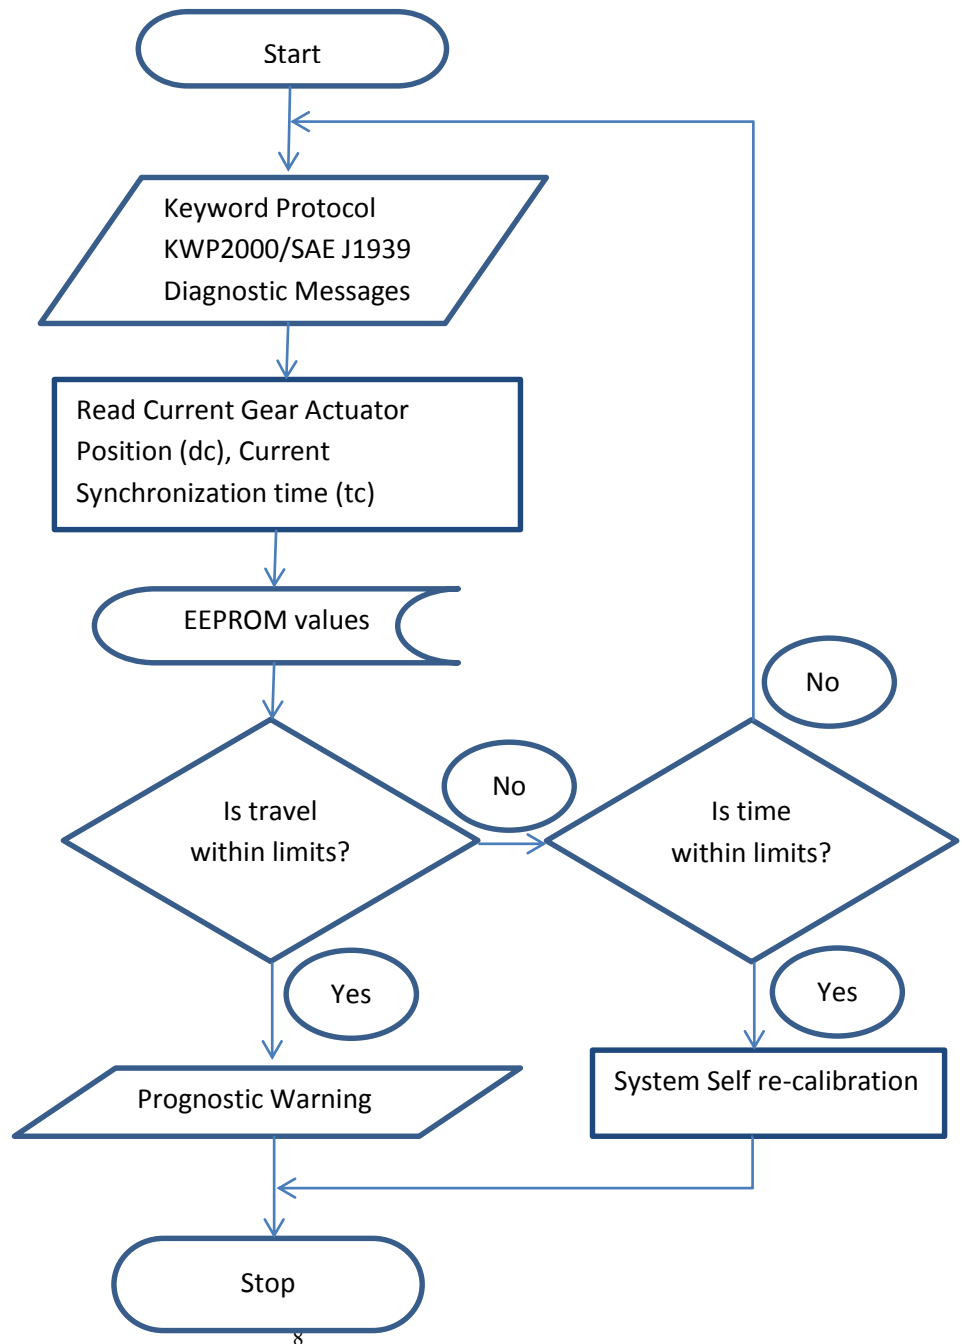 Start
Keyword Protocol
KWP2000/SAE J1939
Diagnostic Messages
Read Current Gear Actuator
Position (dc), Current
Synchronization time (tc)
EEPROM values
No
No
Is travel
within limits?
Is time
within limits?
Yes
Yes
Prognostic Warning
System Self re-calibration
Stop
8